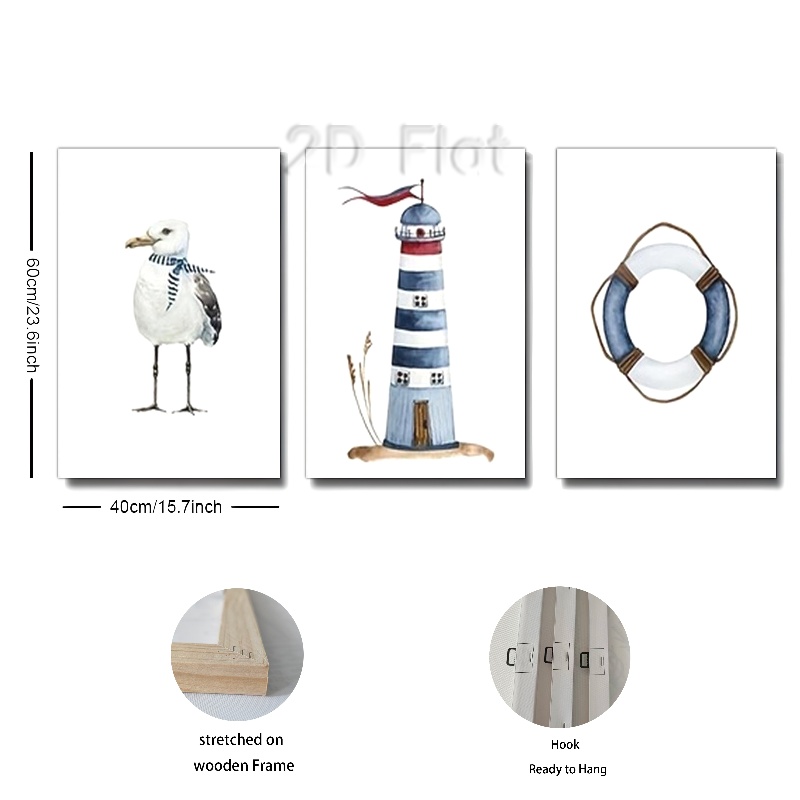 2D Flat
60cm/23.6inch
40cm/15.7inch
stretched on
wooden Frame
Hook
Ready to Hang